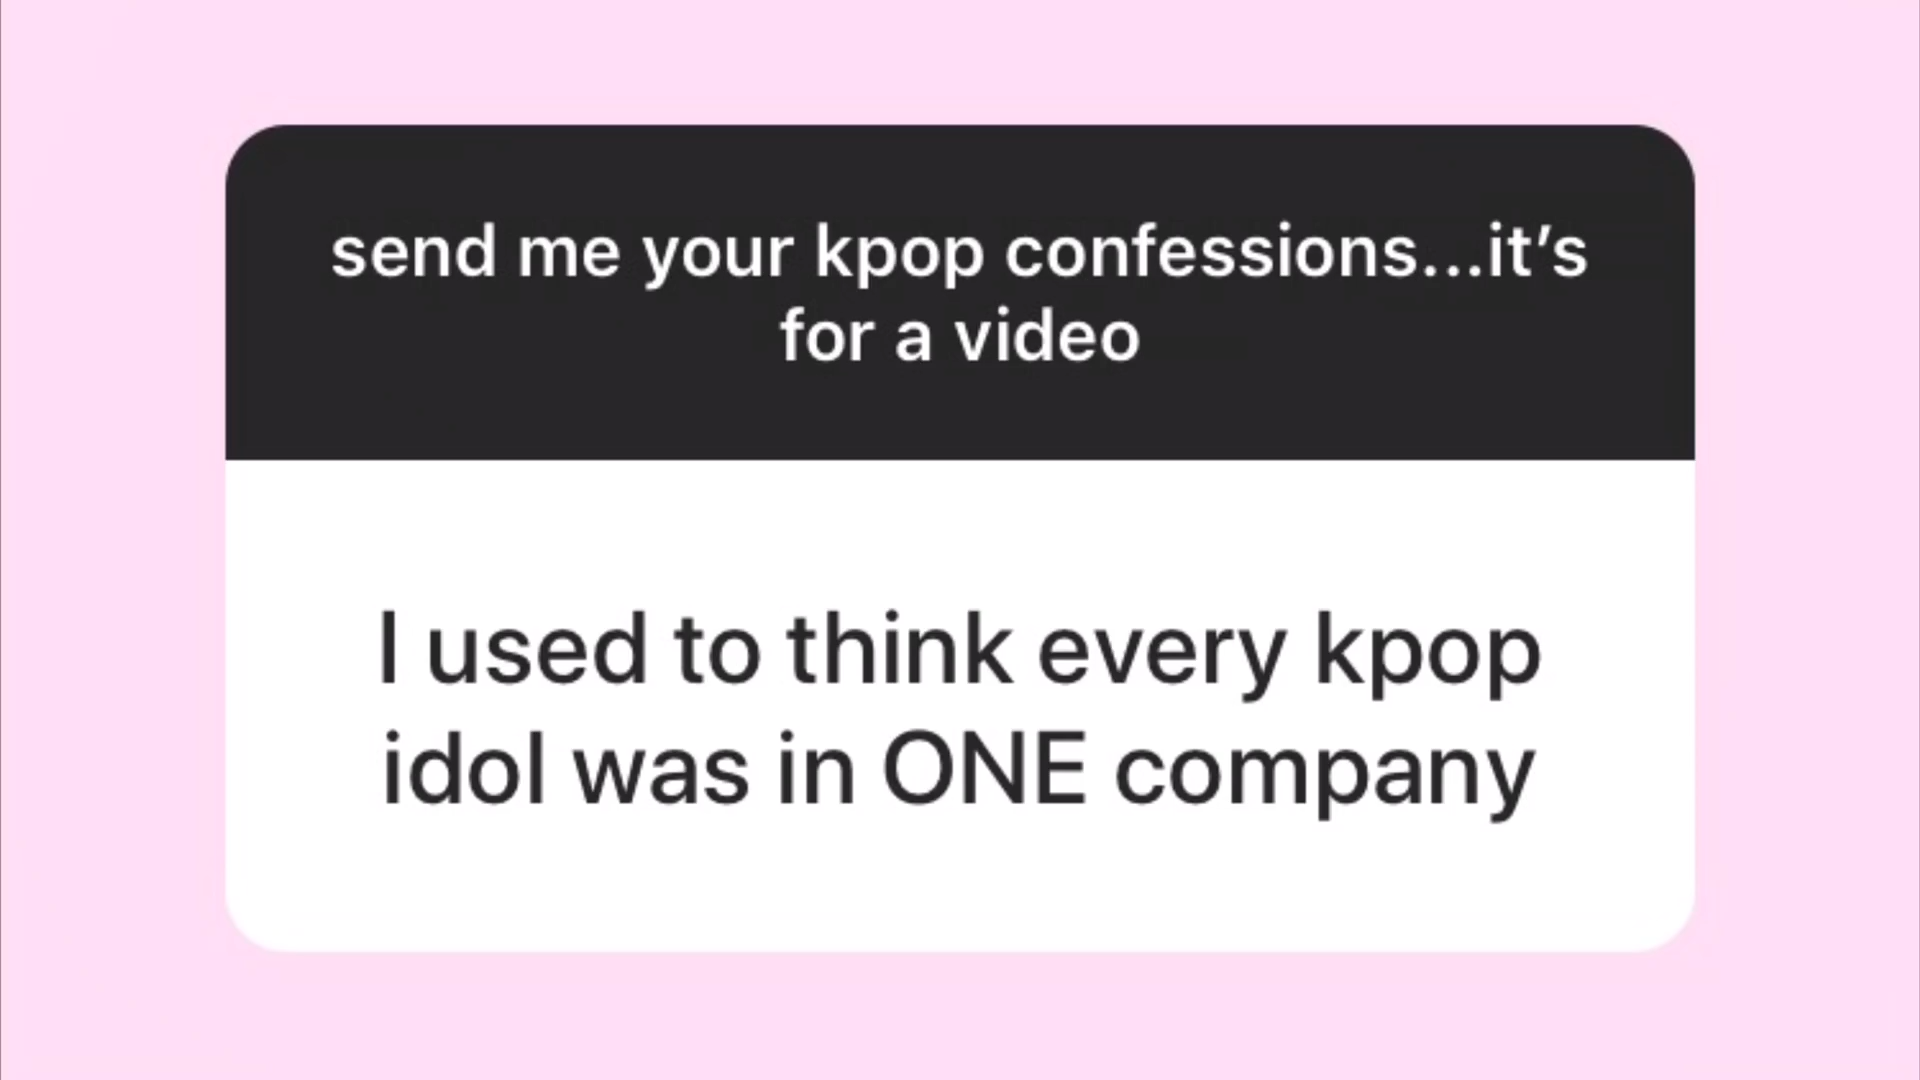 send me your kpop confessions...it’s
for a video
I used to think every kpop
idol was in ONE company